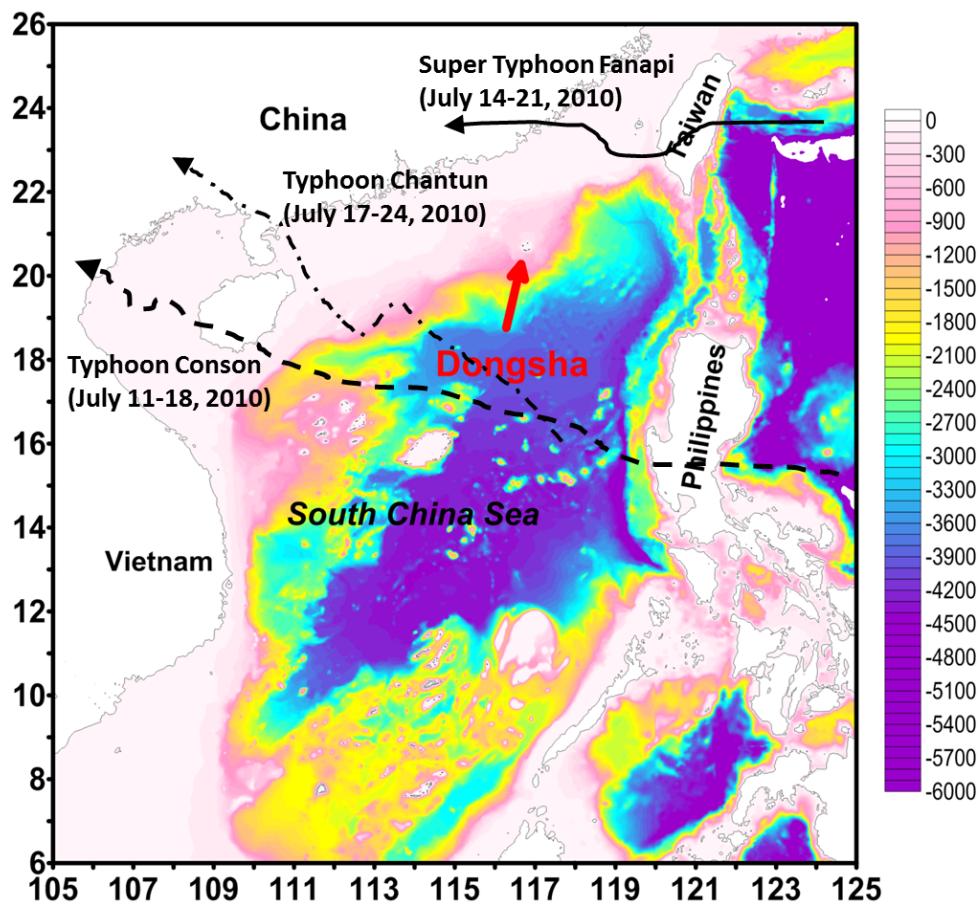 26
24
22
20
18
16
14
12
10
8
6
Super Typhoon Fanapi
(July 14-21, 2010)
China
Taiwan
Typhoon Chantun
(July 17-24, 2010)
Typhoon Conson
(July 11-18, 2010)
Dongsha
Philippines
South China Sea
Vietnam
105 107 109 111 113 115 117 119 121 123 125
0
-300
-600
-900
-1200
-1500
-1800
-2100
-2400
-2700
-3000
-3300
-3600
-3900
-4200
-4500
-4800
-5100
-5400
-5700
-6000